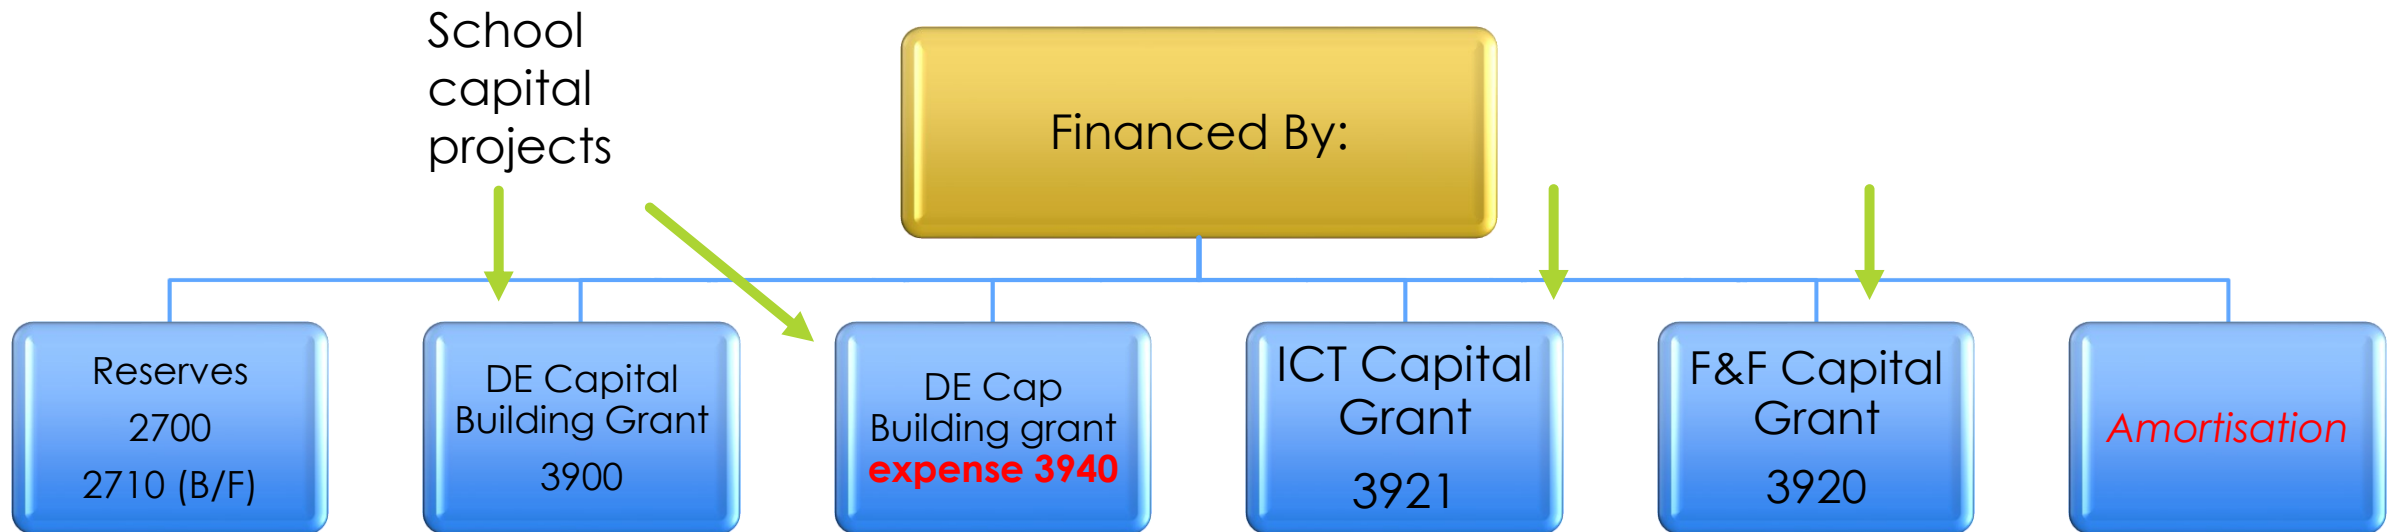 School
capital
projects
Financed By:
Reserves
2700
2710 (B/F)
DE Capital
Building Grant
3900
DE Cap
Building grant
expense 3940
ICT Capital
Grant
3921
F&F Capital
Grant
3920
Amortisation